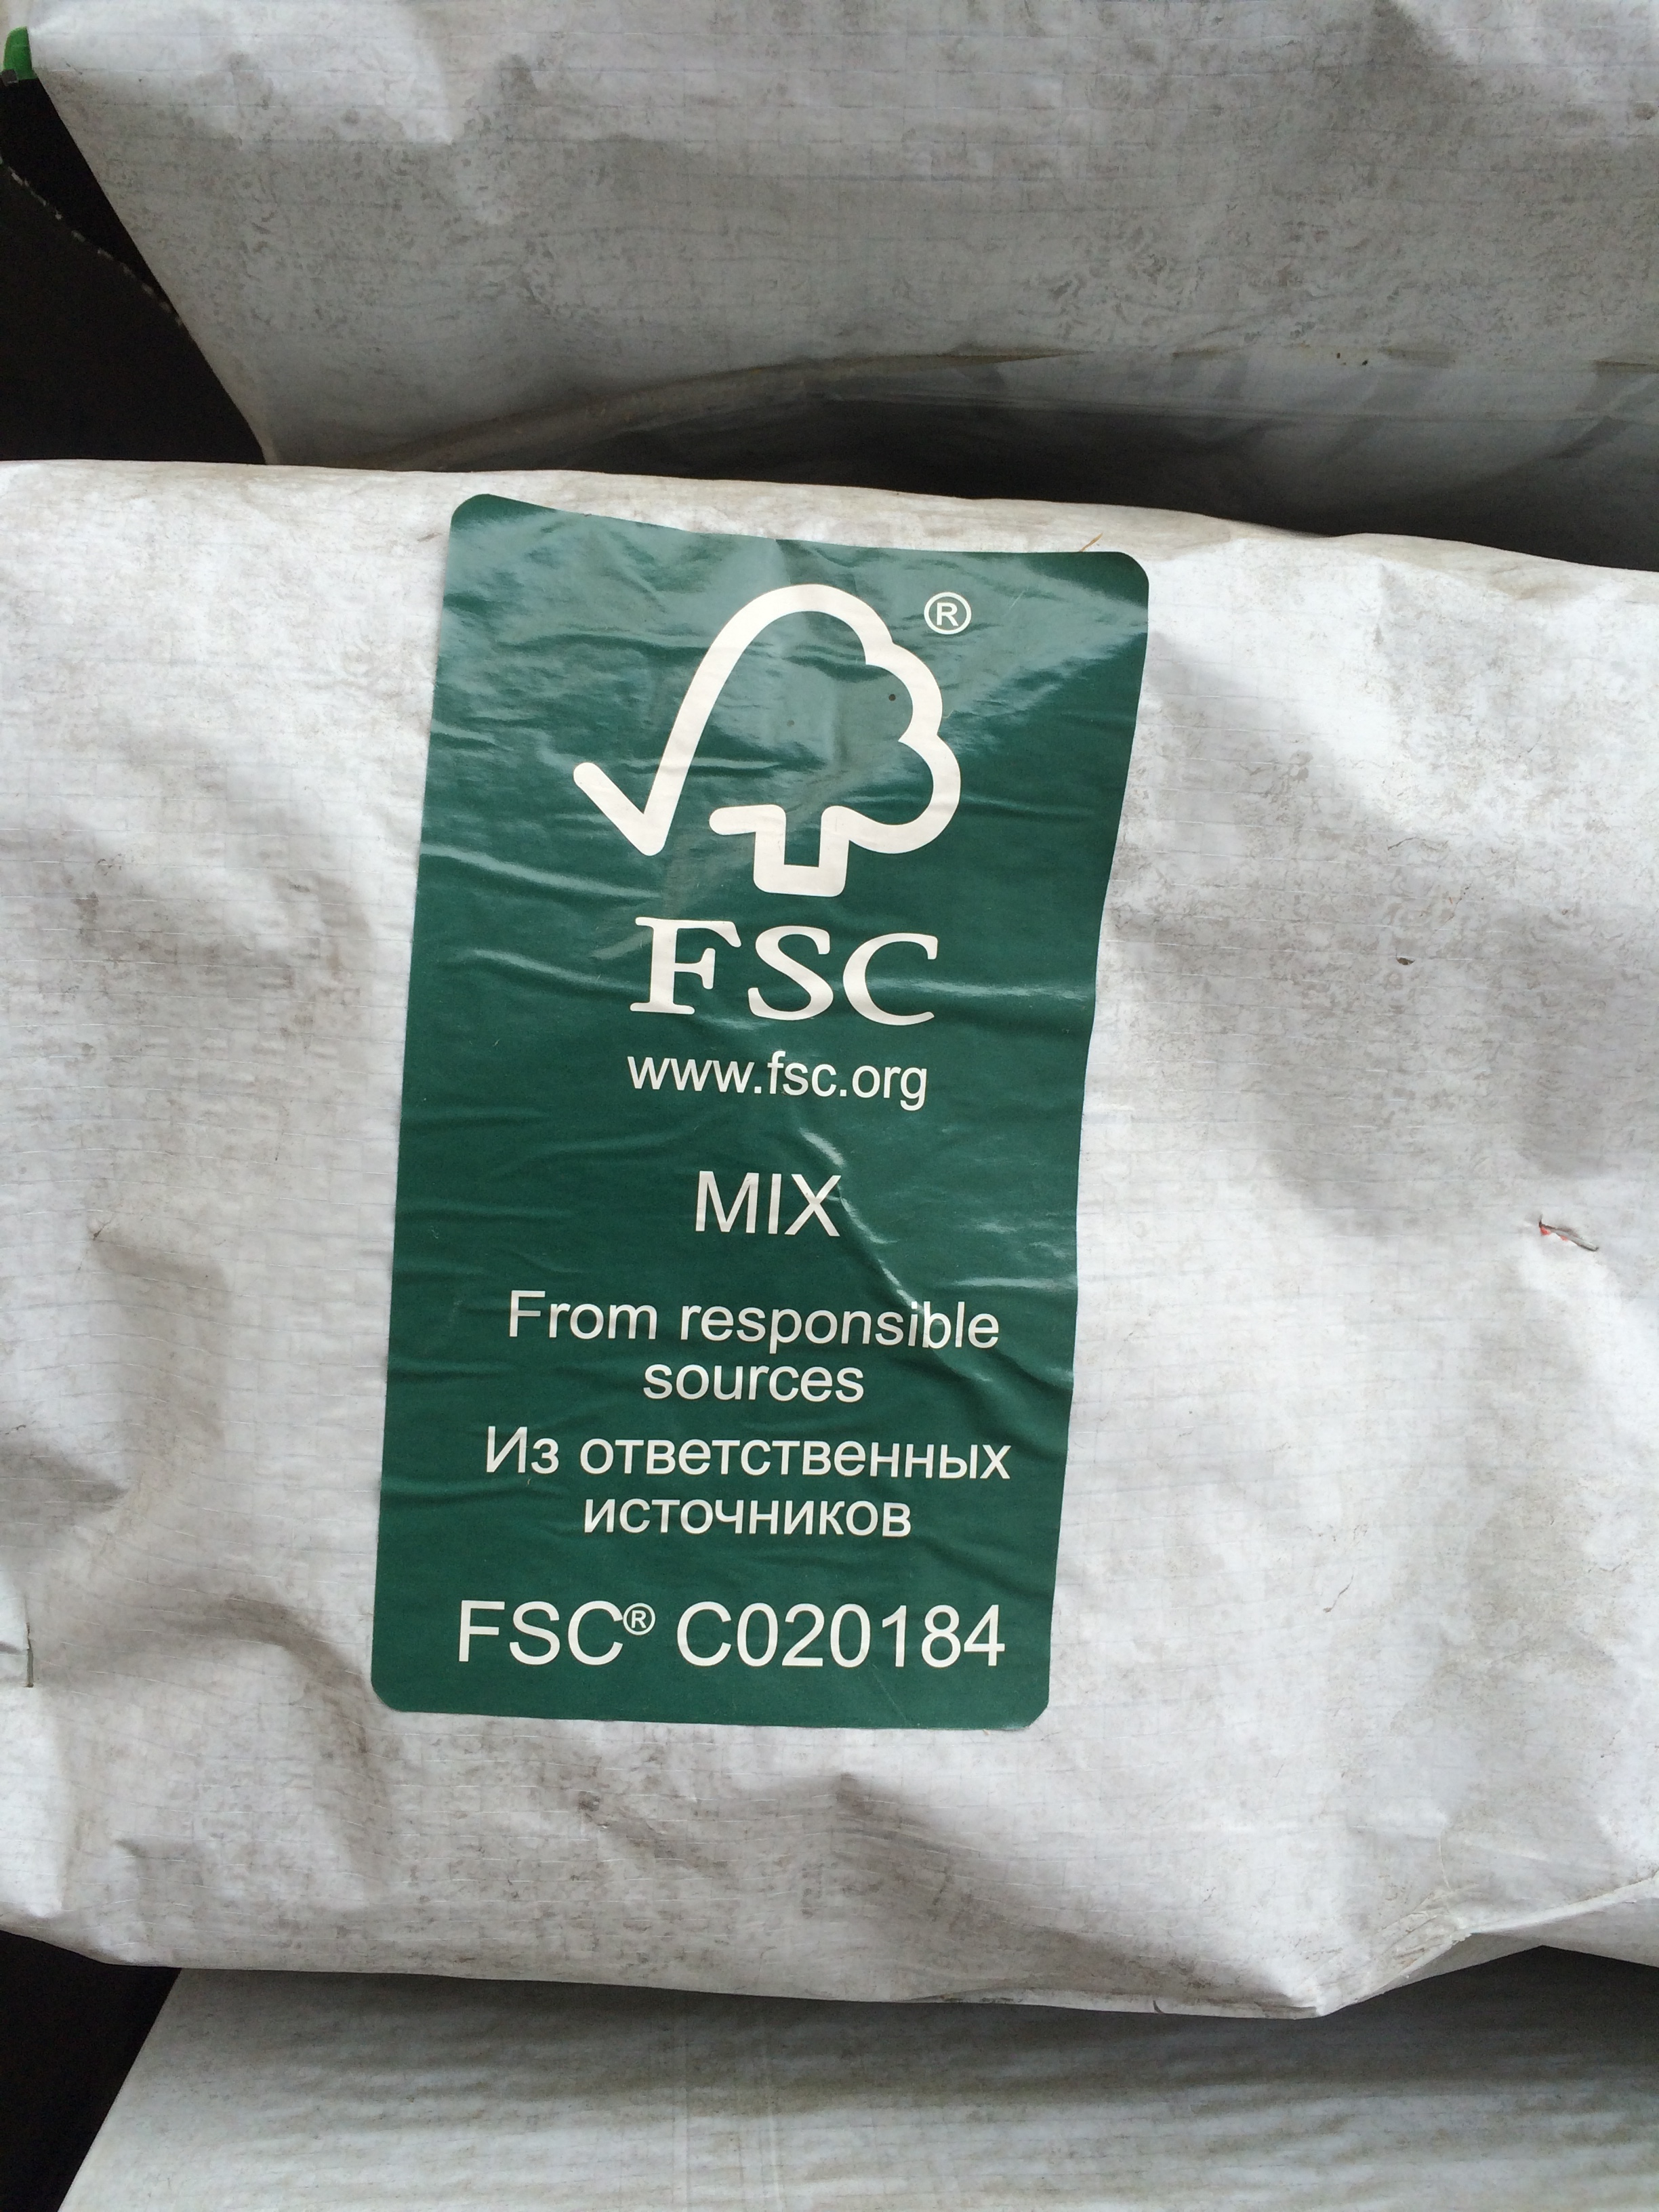 ®
FSC
www.fsc.org
MIX
From responsible
sources
Из ответственных
источников
FSC® C020184